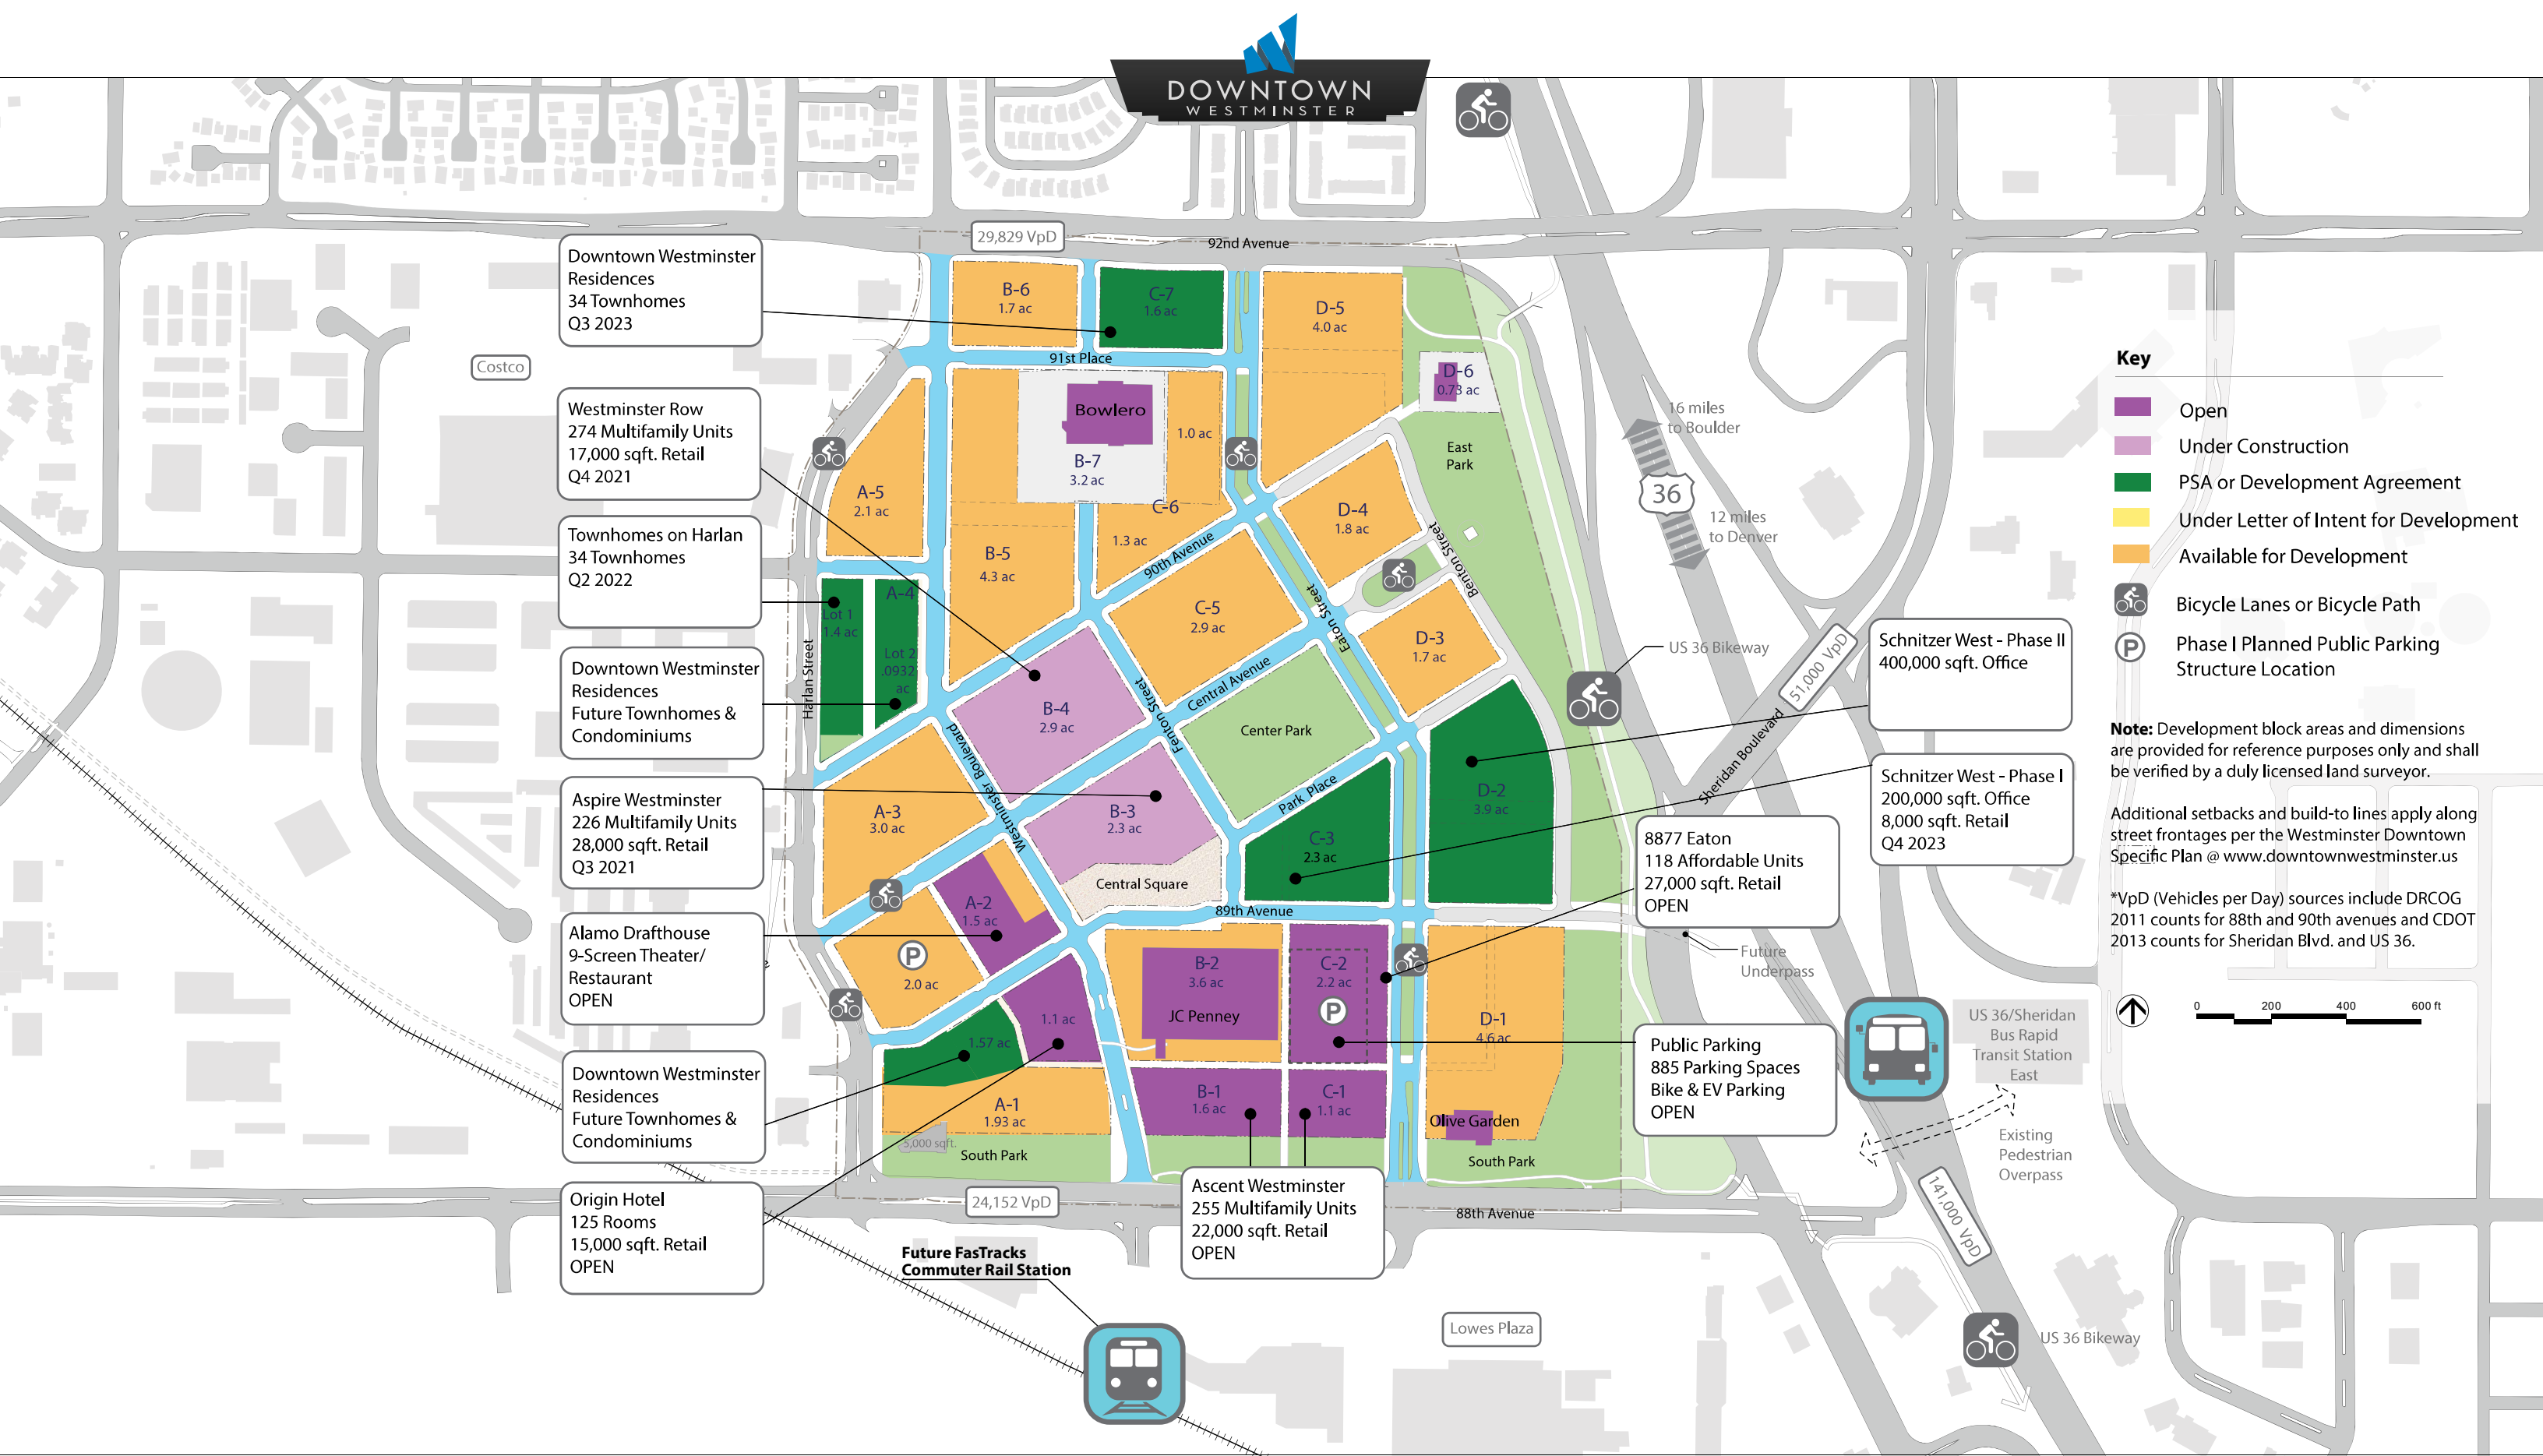 DOWNTOWN
WESTMINSTER
29,829 VpD
92nd Avenue
Downtown Westminster
Residences
34 Townhomes
Q3 2023
B-6
1.7 ac
C-7
1.6 ac
D-5
4.0 ac
91st Place
Costco
D-6
0.73 ac
Key
Open
Under Construction
PSA or Development Agreement
Under Letter of Intent for Development
Available for Development
Bicycle Lanes or Bicycle Path
P
Phase I Planned Public Parking
Structure Location
Westminster Row
274 Multifamily Units
17,000 sqft. Retail
Q4 2021
Bowlero
1.0 ac
B-7
3.2 ac
16 miles
to Boulder
East
Park
36
12 miles
to Denver
A-5
2.1 ac
C-6
1.3 ac
D-4
1.8 ac
90th Avenue
Benton Street
B-5
4.3 ac
Townhomes on Harlan
34 Townhomes
Q2 2022
A-4
Lot 1
1.4 ac
Lot 2
.0932
ac
Harlan Street
C-5
2.9 ac
Eaton Street
D-3
1.7 ac
US 36 Bikeway
51,000 VpD
Sheridan Boulevard
Schnitzer West - Phase II
400,000 sqft. Office
Downtown Westminster
Residences
Future Townhomes &
Condominiums
B-4
2.9 ac
Fenton Street
Central Avenue
Center Park
Westminster Boulevard
Note: Development block areas and dimensions
are provided for reference purposes only and shall
be verified by a duly licensed land surveyor.
Additional setbacks and build-to lines apply along
street frontages per the Westminster Downtown
Specific Plan @ www.downtownwestminster.us
*VpD (Vehicles per Day) sources include DRCOG
2011 counts for 88th and 90th avenues and CDOT
2013 counts for Sheridan Blvd. and US 36.
Schnitzer West - Phase I
200,000 sqft. Office
8,000 sqft. Retail
Q4 2023
Aspire Westminster
226 Multifamily Units
28,000 sqft. Retail
Q3 2021
A-3
3.0 ac
B-3
2.3 ac
Park Place
D-2
3.9 ac
C-3
2.3 ac
8877 Eaton
118 Affordable Units
27,000 sqft. Retail
OPEN
Central Square
89th Avenue
A-2
1.5 ac
Alamo Drafthouse
9-Screen Theater/
Restaurant
OPEN
P
2.0 ac
B-2
3.6 ac
JC Penney
C-2
2.2 ac
P
Future
Underpass
D-1
4.6 ac
1.1 ac
1.57 ac
0 200 400 600 ft
US 36/Sheridan
Bus Rapid
Transit Station
East
Public Parking
885 Parking Spaces
Bike & EV Parking
OPEN
Downtown Westminster
Residences
Future Townhomes &
Condominiums
A-1
1.93 ac
B-1
1.6 ac
C-1
1.1 ac
Olive Garden
5,000 sqft.
South Park
South Park
Existing
Pedestrian
Overpass
Origin Hotel
125 Rooms
15,000 sqft. Retail
OPEN
24,152 VpD
Ascent Westminster
255 Multifamily Units
22,000 sqft. Retail
OPEN
88th Avenue
141,000 VpD
Future FasTracks
Commuter Rail Station
Lowes Plaza
US 36 Bikeway